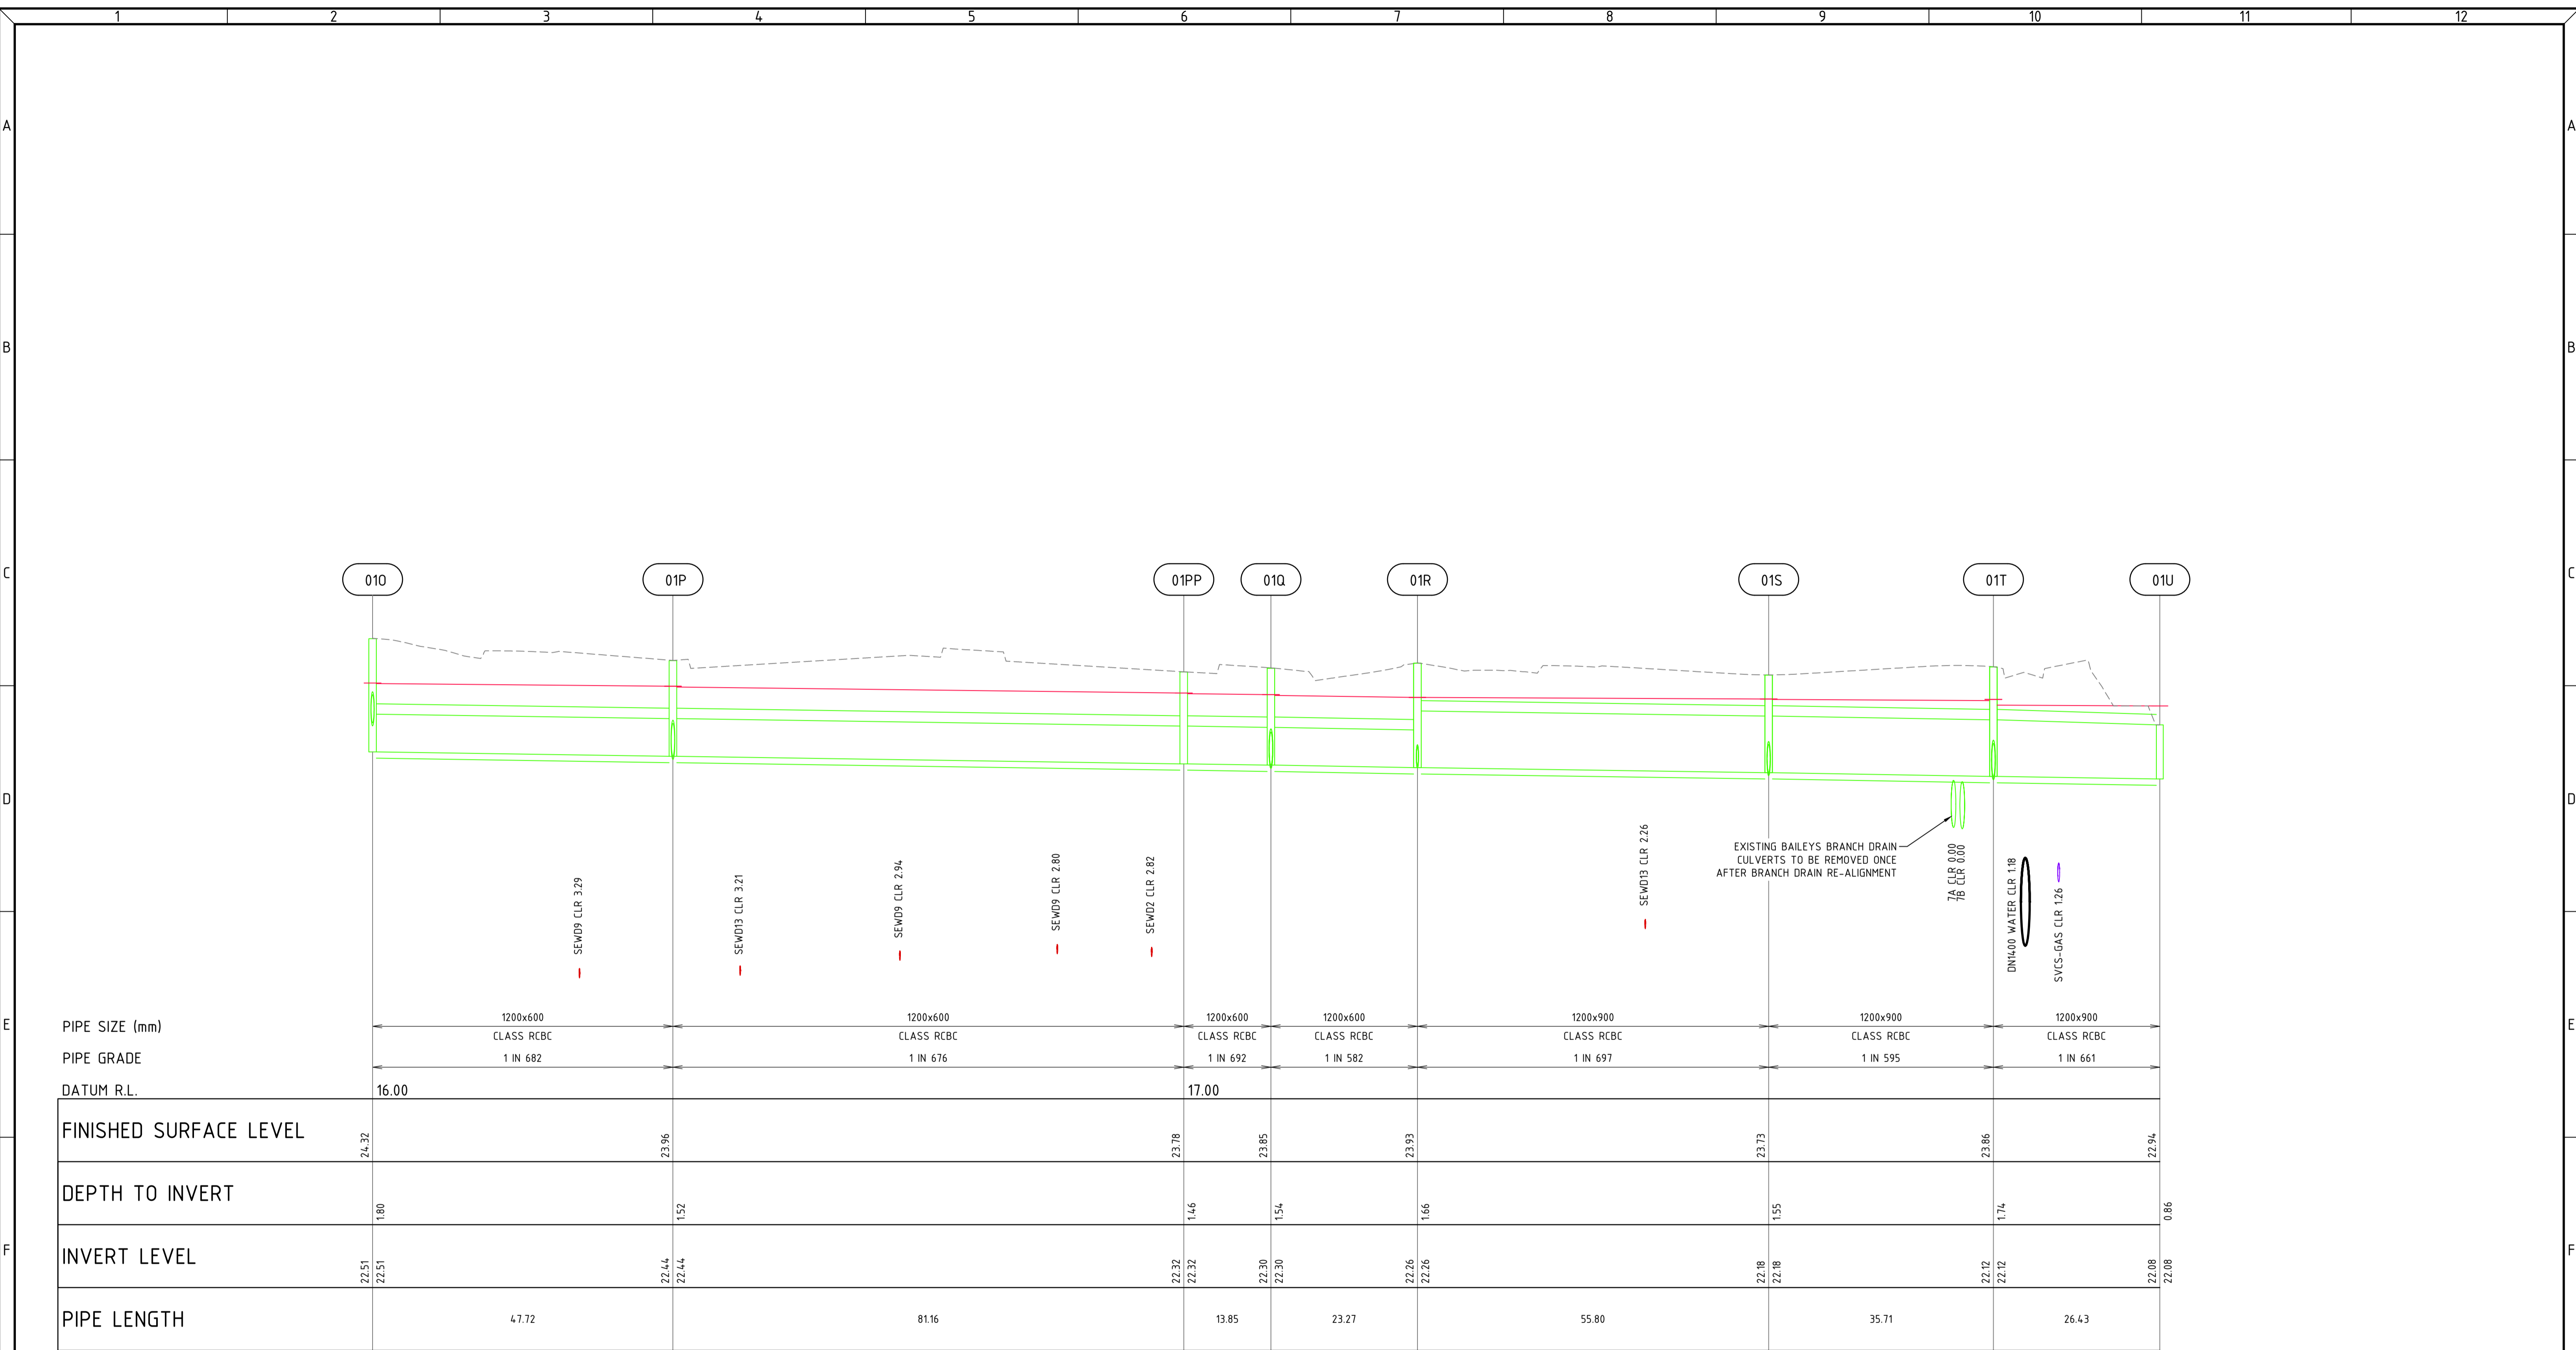 1 2 3 4 5 6 7 8 9 10 11 12
A A
B B
C C
01O 01P 01PP 01Q 01R 01S 01T 01U
D D
SEWD9 CLR 3.29
SEWD13 CLR 3.21
SEWD9 CLR 2.94
SEWD9 CLR 2.80
SEWD2 CLR 2.82
SEWD13 CLR 2.26
EXISTING BAILEYS BRANCH DRAIN
CULVERTS TO BE REMOVED ONCE
AFTER BRANCH DRAIN RE-ALIGNMENT
7A CLR 0.00
7B CLR 0.00
DN1400 WATER CLR 1.18
SVCS-GAS CLR 1.26
E E
PIPE SIZE (mm) 1200x600 1200x600 1200x600 1200x600 1200x900 1200x900 1200x900
CLASS RCBC CLASS RCBC CLASS RCBC CLASS RCBC CLASS RCBC CLASS RCBC CLASS RCBC
PIPE GRADE 1 IN 682 1 IN 676 1 IN 692 1 IN 582 1 IN 697 1 IN 595 1 IN 661
DATUM R.L. 16.00 17.00
FINISHED SURFACE LEVEL 24.32 23.96 23.78 23.85 23.93 23.73 23.86 22.94
DEPTH TO INVERT 1.80 1.52 1.46 1.54 1.66 1.55 1.74 0.86
F F
INVERT LEVEL 22.51 22.51 22.44 22.44 22.32 22.32 22.30 22.30 22.26 22.26 22.18 22.18 22.12 22.12 22.08 22.08
PIPE LENGTH 47.72 81.16 13.85 23.27 55.80 35.71 26.43